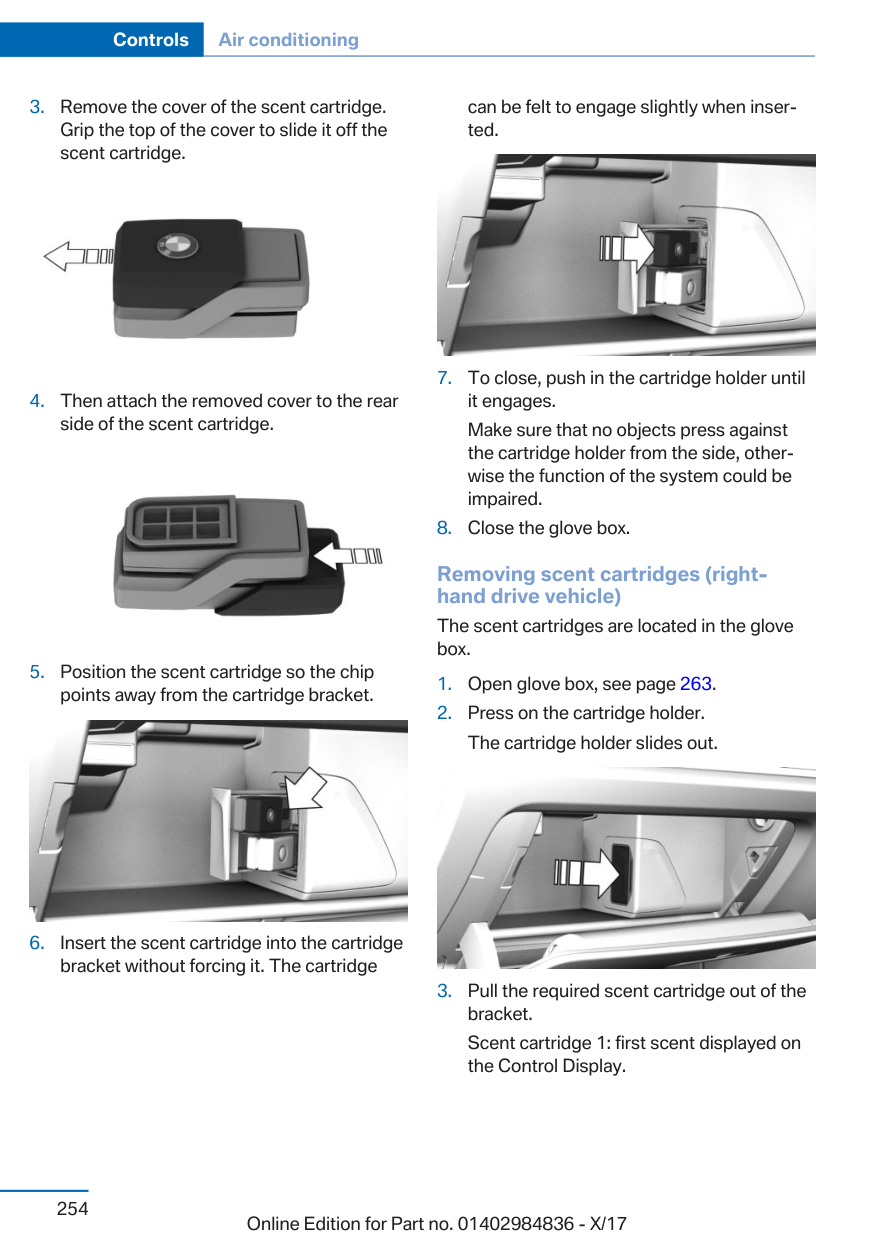 Controls
Air conditioning
3. Remove the cover of the scent cartridge.
Grip the top of the cover to slide it off the
scent cartridge.
4. Then attach the removed cover to the rear
side of the scent cartridge.
5. Position the scent cartridge so the chip
points away from the cartridge bracket.
6. Insert the scent cartridge into the cartridge
bracket without forcing it. The cartridge
can be felt to engage slightly when inser-
ted.
7. To close, push in the cartridge holder until
it engages.
Make sure that no objects press against
the cartridge holder from the side, other-
wise the function of the system could be
impaired.
8. Close the glove box.
Removing scent cartridges (right-
hand drive vehicle)
The scent cartridges are located in the glove
box.
1. Open glove box, see page 263.
2. Press on the cartridge holder.
The cartridge holder slides out.
3. Pull the required scent cartridge out of the
bracket.
Scent cartridge 1: first scent displayed on
the Control Display.
254
Online Edition for Part no. 01402984836 - X/17